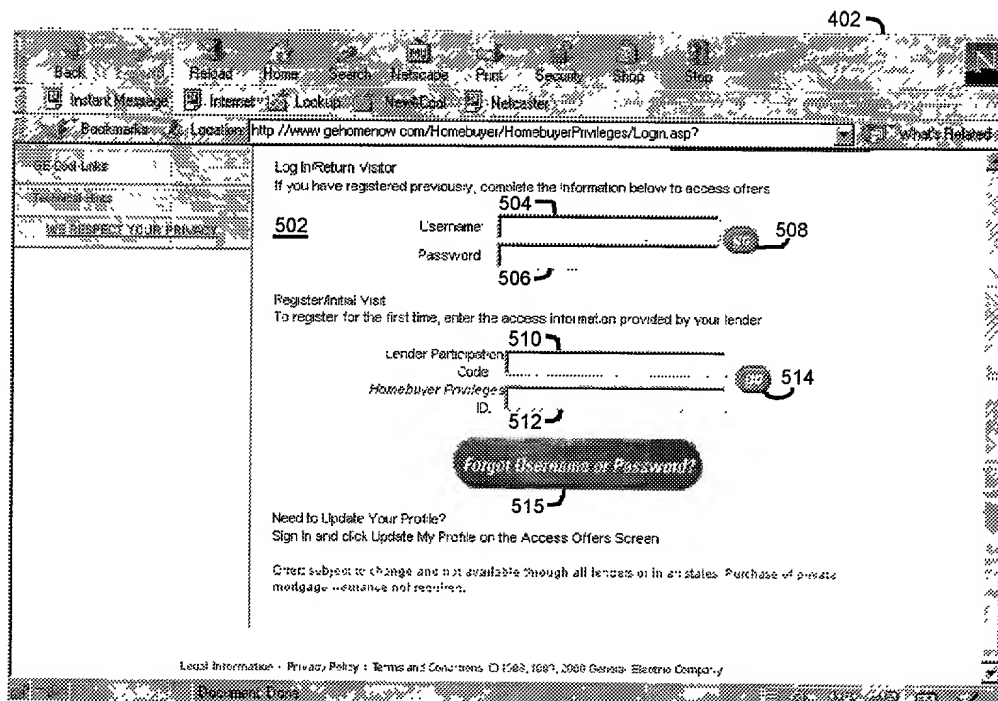 402
Back Reload Home Search Netscape Print Security Shop Stop
Instant Message Internet Lookup New&Cool Netcaster
Bookmarks Location http //www gehomenow com/Homebuyer/HomebuyerPrivileges/Login.asp? What's Related
GE Cool Links
WE RESPECT YOUR PRIVACY
Log In/Return Visitor
If you have registered previously, complete the information below to access offers
504
502 Username 508
Password
506
Register/Initial Visit
To register for the first time, enter the access information provided by your lender
510
Lender Participation
Code 514
Homebuyer Privileges
ID.
512
Forgot Username or Password?
515
Need to Update Your Profile?
Sign In and click Update My Profile on the Access Offers Screen
Offers subject to change and not available through all lenders or in all states. Purchase of private
mortgage insurance not required.
Legal Information • Privacy Policy • Terms and Conditions © 1998, 1997, 2000 General Electric Company
Document Done